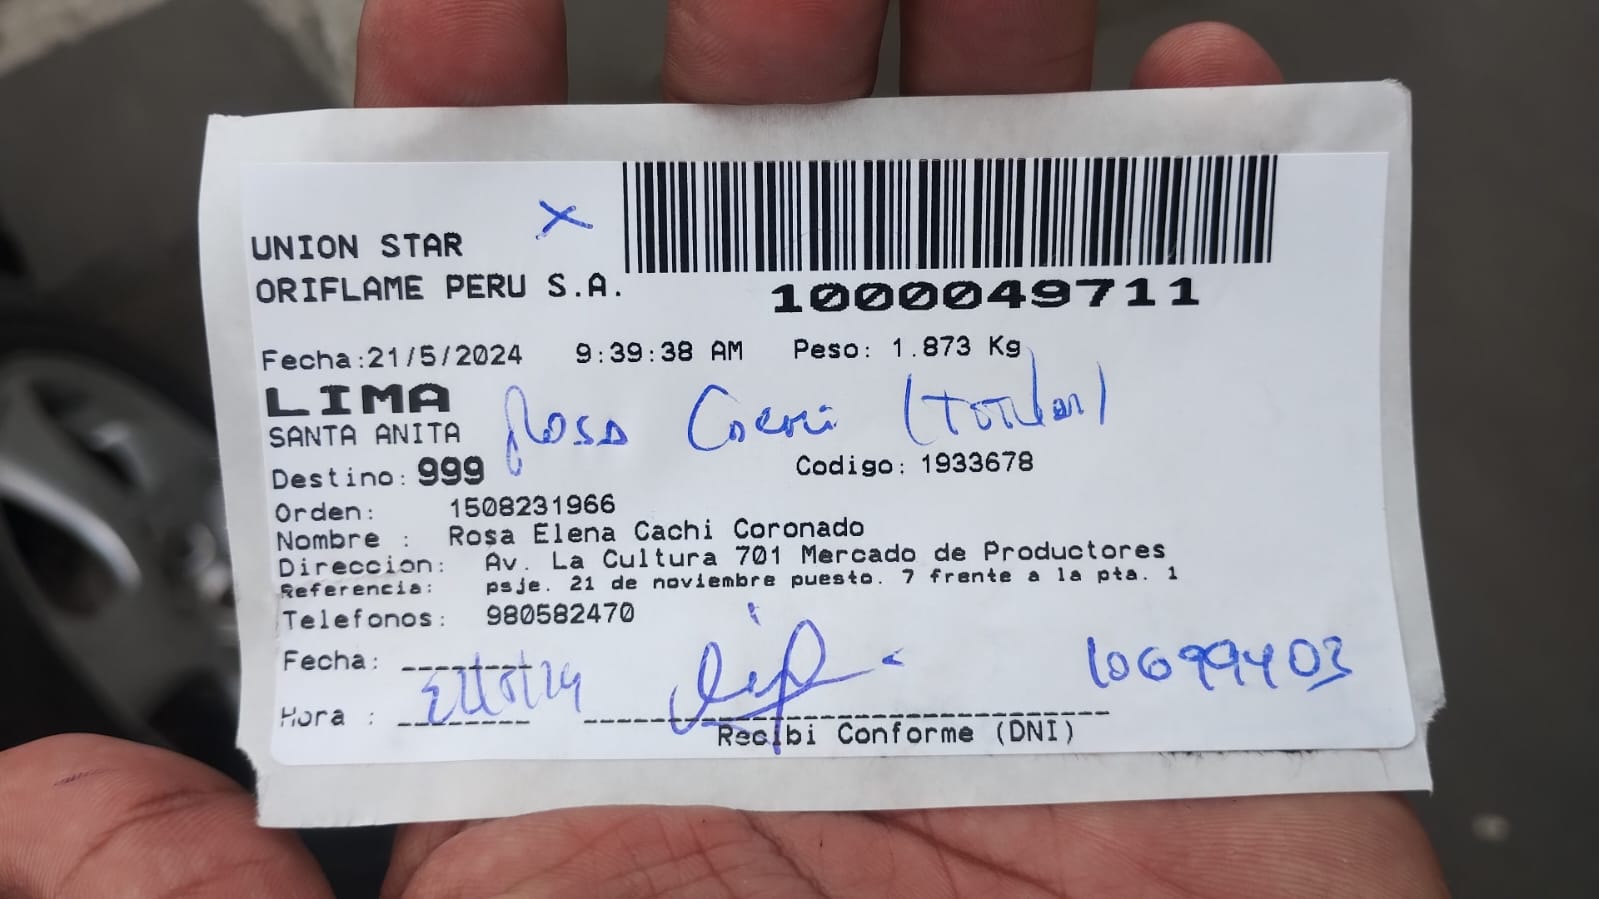 UNION STAR
ORIFLAME PERU S.A.
1000049711
Fecha:21/5/2024 9:39:38 AM Peso: 1.873 Kg
LIMA
SANTA ANITA
Rosa
Destino: 999 Codigo: 1933678
Orden: 1508231966
Nombre : Rosa Elena Cachi Coronado
Direccion: Av. La Cultura 701 Mercado de Productores
Referencia: psje. 21 de noviembre puesto. 7 frente a la pta. 1
Telefonos: 980582470
Fecha:
10699403
Hora :
Recibi Conforme (DNI)